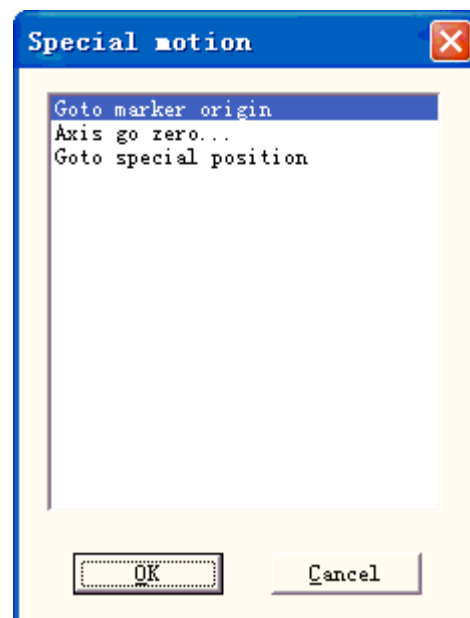 Special motion
Goto marker origin
Axis go zero...
Goto special position
OK
Cancel